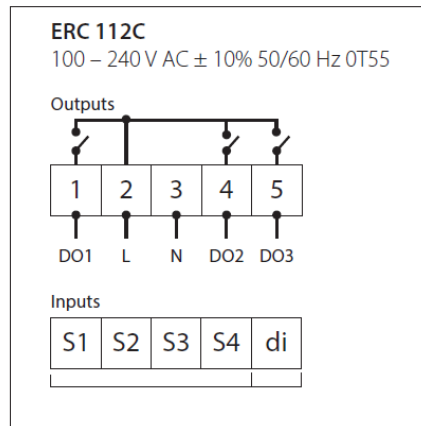 ERC 112C
100 – 240 V AC ± 10% 50/60 Hz 0T55
Outputs
1 2 3 4 5
DO1 L N DO2 DO3
Inputs
S1 S2 S3 S4 di